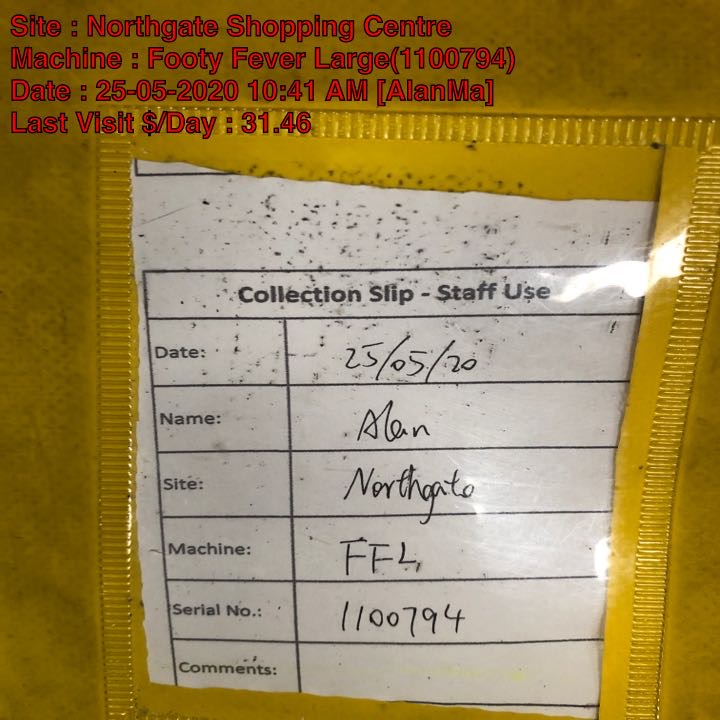 Site : Northgate Shopping Centre
Machine : Footy Fever Large(1100794)
Date : 25-05-2020 10:41 AM [AlanMa]
Last Visit $/Day : 31.46
Collection Slip - Staff Use
Date: 25/05/20
Name: Alan
Site: Northgate
Machine: FFL
Serial No.: 1100794
Comments: